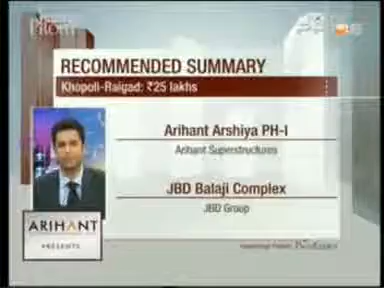 RECOMMENDED SUMMARY
Khopoli-Raigad: ₹25 lakhs
Arihant Arshiya PH-I
Arihant Superstructures
JBD Balaji Complex
JBD Group
ARIHANT
PRESENTS